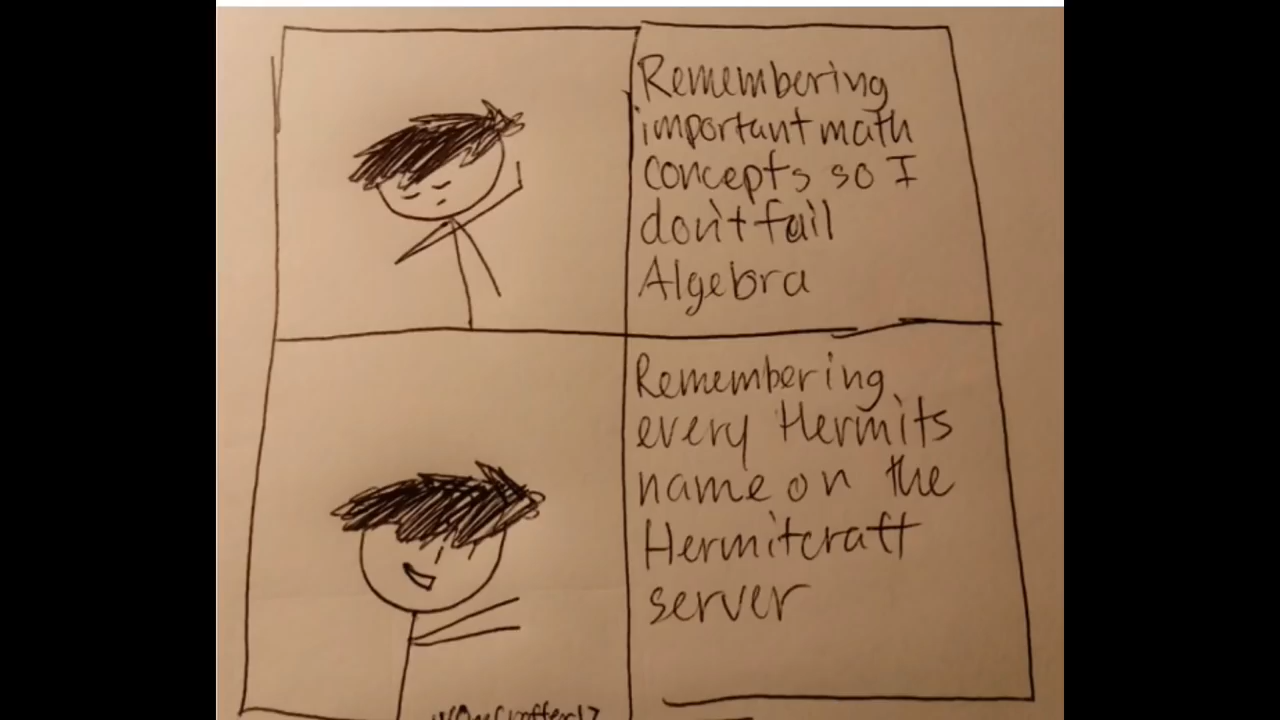 Remembering
important math
concepts so I
don't fail
Algebra
Remembering
every Hermits
name on the
Hermitcraft
server